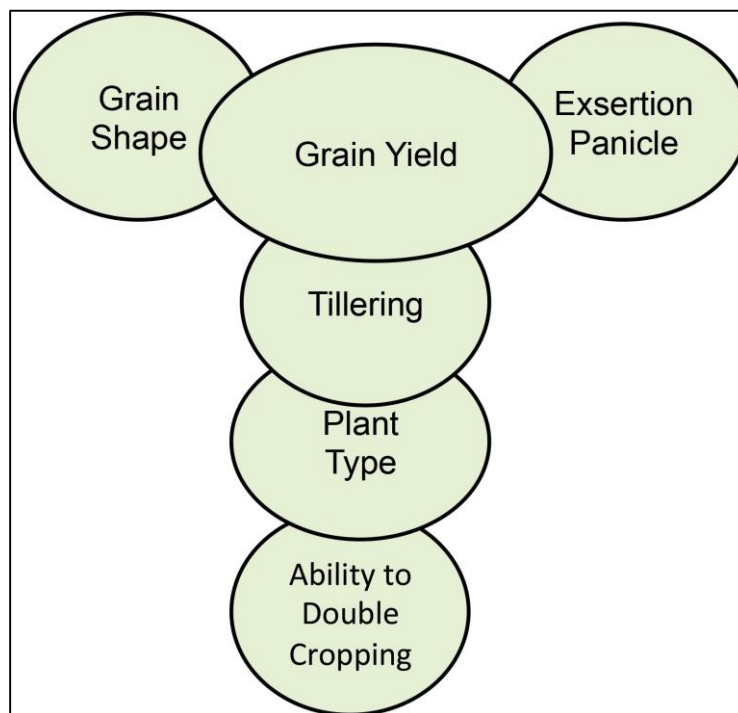 Grain
Shape
Grain Yield
Exsertion
Panicle
Tillering
Plant
Type
Ability to
Double
Cropping